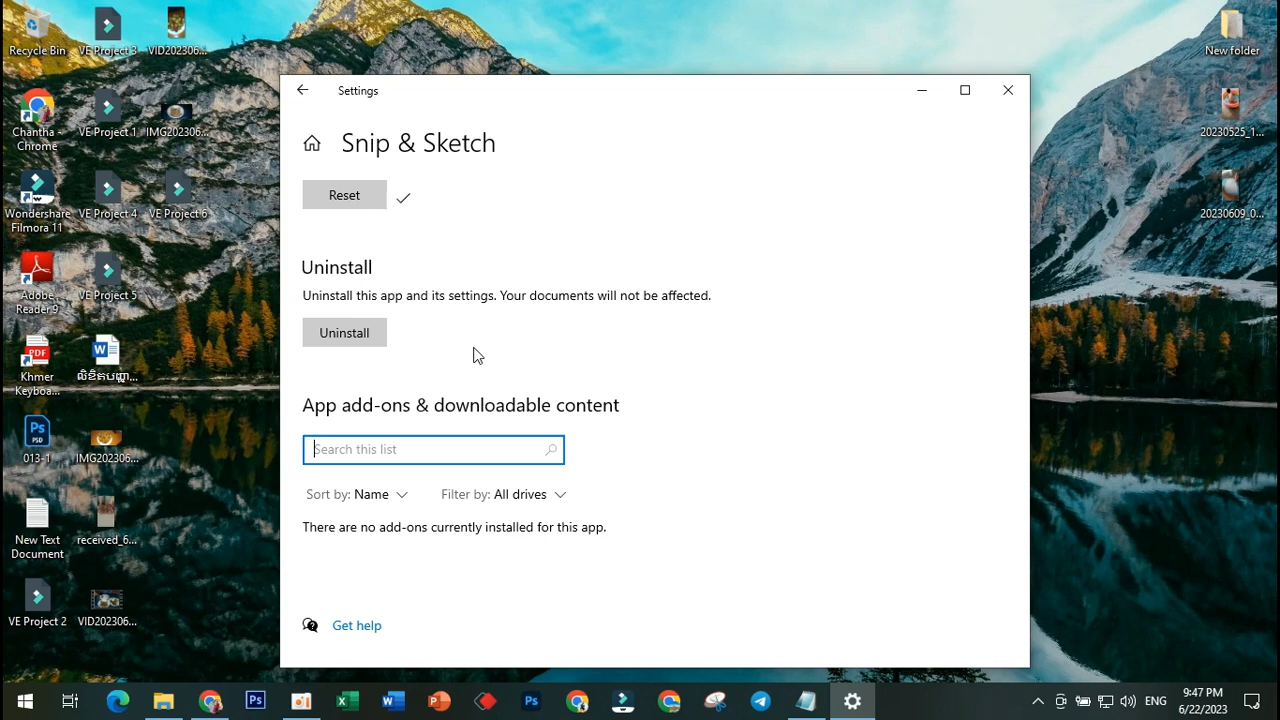 Recycle Bin
VE Project 3
VID202306...
Chantha -
Chrome
VE Project 1
IMG202306...
Wondershare
Filmora 11
VE Project 4
VE Project 6
Adobe
Reader 9
VE Project 5
Khmer
Keyboa...
013-1
IMG202306...
New Text
Document
received_6...
VE Project 2
VID202306...
Settings
Snip & Sketch
Reset
Uninstall
Uninstall this app and its settings. Your documents will not be affected.
Uninstall
App add-ons & downloadable content
Search this list
Sort by: Name
Filter by: All drives
There are no add-ons currently installed for this app.
Get help
New folder
20230525_1...
20230609_0...
ENG
9:47 PM
6/22/2023